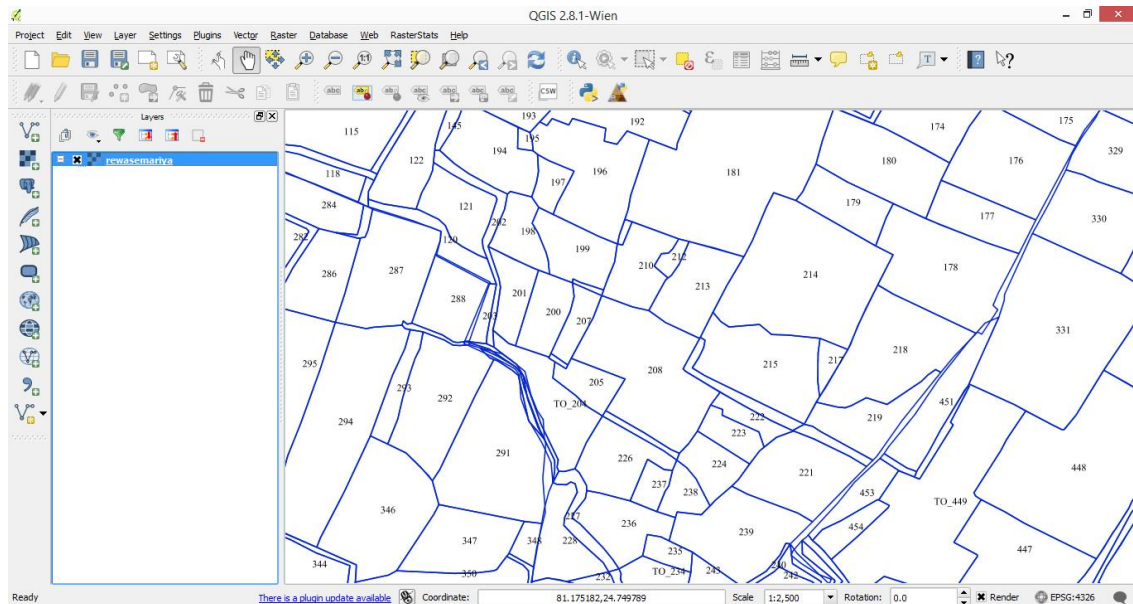 QGIS 2.8.1-Wien
Project Edit View Layer Settings Plugins Vector Raster Database Web RasterStats Help
CSW
Layers
rewasemariya
115 145 193 195 192 174 175
122 194 196 181 180 176 329
118 197
284 121 202 198 179 177 330
282 120 199
286 287 210 212 214 178
288 201 213
203 200 207 331
295 293 292 208 215 217 218
205
294 TO_204 222 219 451
223
291 226 224 221 448
237 238 453
346 TO_449
227 236 454
347 348 228 239 447
235
344 350 232 TO_234 243 240 242
Ready There is a plugin update available Coordinate: 81.175182,24.749789 Scale 1:2,500 Rotation: 0.0 Render EPSG:4326